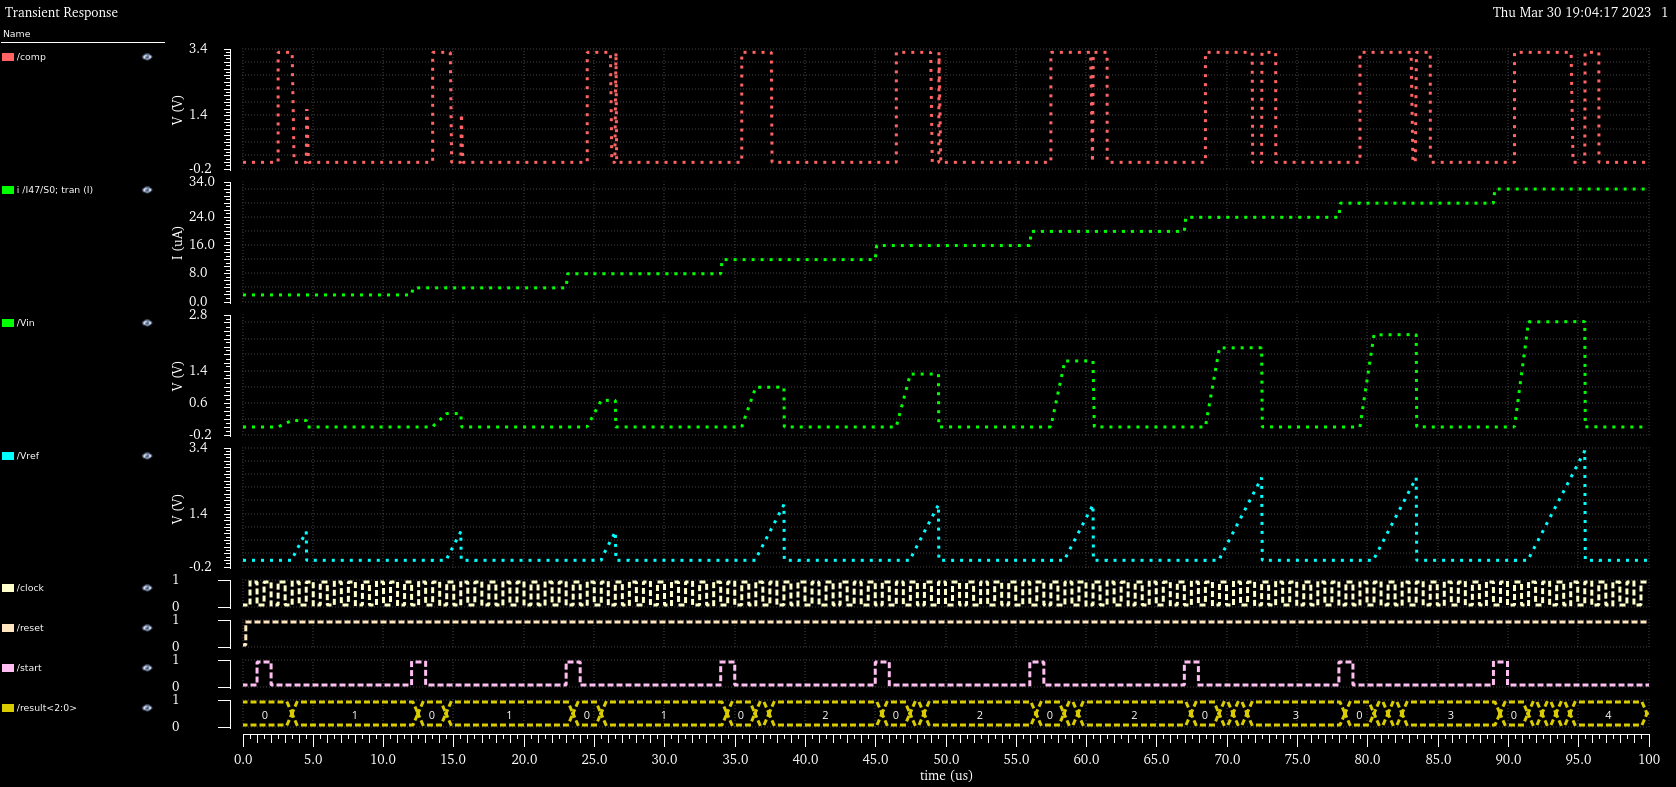 Transient Response
Thu Mar 30 19:04:17 2023 1
Name
/comp
3.4
V (V)
1.4
-0.2
i /I47/S0; tran (I)
34.0
24.0
I (uA)
16.0
8.0
0.0
/Vin
2.8
V (V)
1.4
0.6
-0.2
/Vref
3.4
V (V)
1.4
-0.2
/clock
1
0
/reset
1
0
/start
1
0
/result<2:0>
1
0
0 1 0 1 0 1 0 2 0 2 0 2 0 3 0 3 0 4
0.0 5.0 10.0 15.0 20.0 25.0 30.0 35.0 40.0 45.0 50.0 55.0 60.0 65.0 70.0 75.0 80.0 85.0 90.0 95.0 100
time (us)